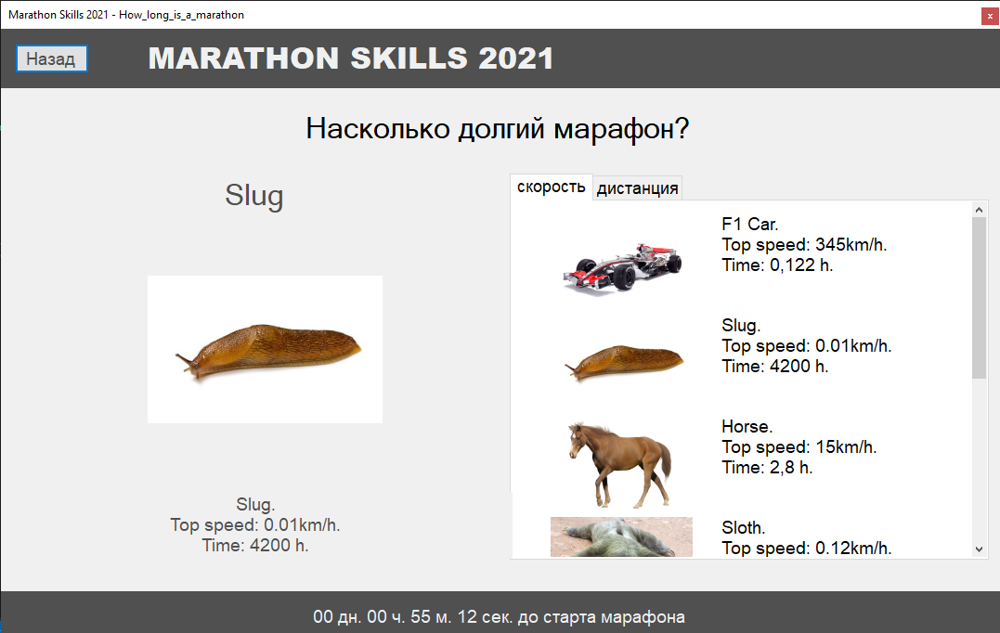 Marathon Skills 2021 - How_long_is_a_marathon
x
Назад
MARATHON SKILLS 2021
Насколько долгий марафон?
Slug
Slug.
Top speed: 0.01km/h.
Time: 4200 h.
скорость
дистанция
F1 Car.
Top speed: 345km/h.
Time: 0,122 h.
Slug.
Top speed: 0.01km/h.
Time: 4200 h.
Horse.
Top speed: 15km/h.
Time: 2,8 h.
Sloth.
Top speed: 0.12km/h.
00 дн. 00 ч. 55 м. 12 сек. до старта марафона